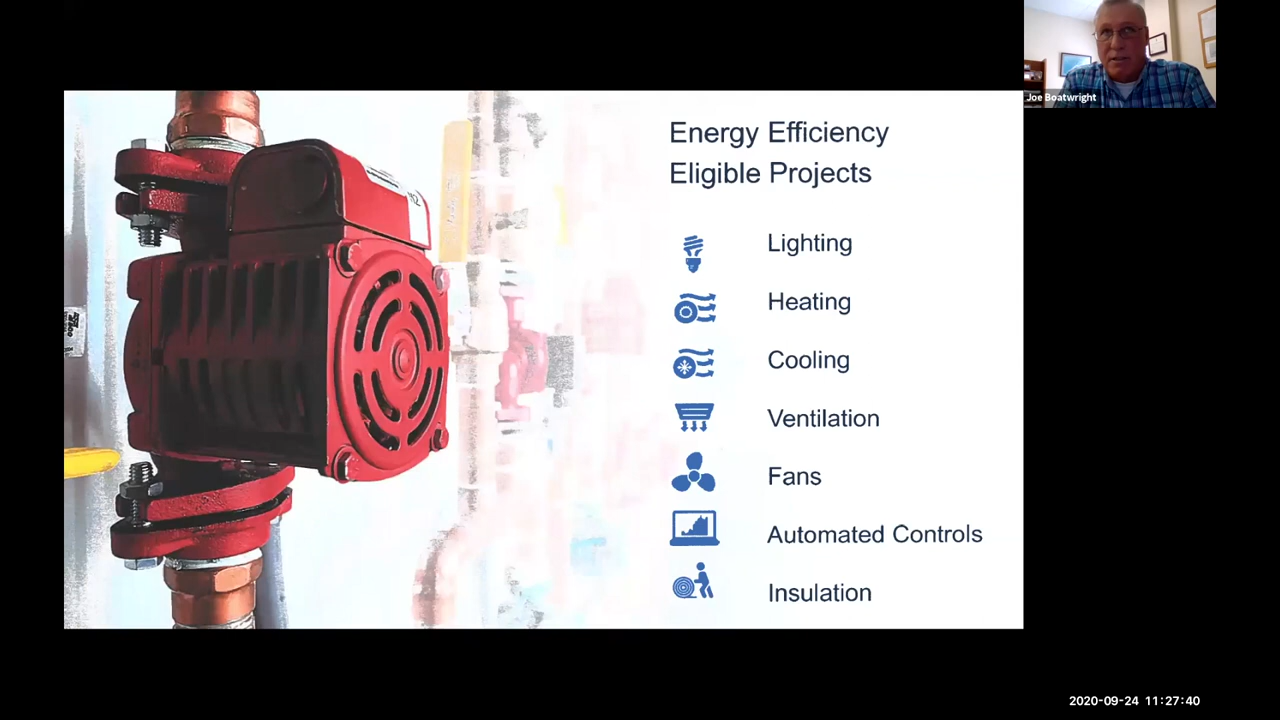 Joe Boatwright
Energy Efficiency
Eligible Projects
Lighting
Heating
Cooling
Ventilation
Fans
Automated Controls
Insulation
2020-09-24 11:27:40